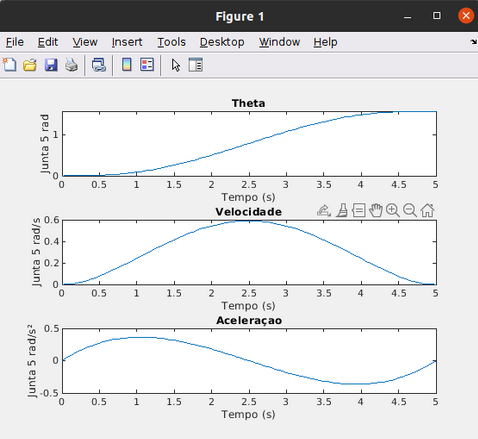 Figure 1
File Edit View Insert Tools Desktop Window Help
Theta
Junta 5 rad
1
0
0 0.5 1 1.5 2 2.5 3 3.5 4 4.5 5
Tempo (s)
Velocidade
Junta 5 rad/s
0.6
0.4
0.2
0
0 0.5 1 1.5 2 2.5 3 3.5 4 4.5 5
Tempo (s)
Aceleraçao
Junta 5 rad/s²
0.5
0
-0.5
0 0.5 1 1.5 2 2.5 3 3.5 4 4.5 5
Tempo (s)